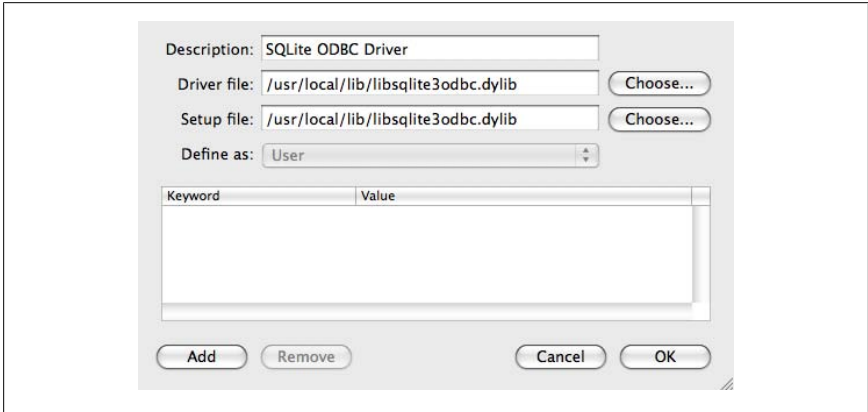 Description: SQLite ODBC Driver
Driver file: /usr/local/lib/libsqlite3odbc.dylib Choose...
Setup file: /usr/local/lib/libsqlite3odbc.dylib Choose...
Define as: User
Keyword Value
Add Remove Cancel OK